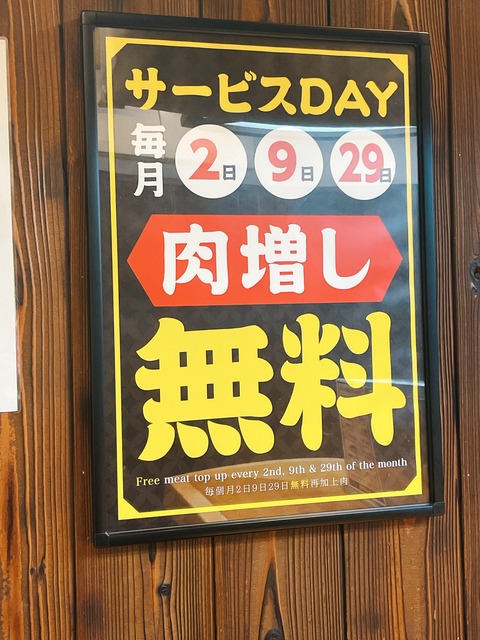 サービスDAY
毎月 2日 9日 29日
肉増し
無料
Free meat top up every 2nd, 9th & 29th of the month
每個月2日9日29日無料再加上肉